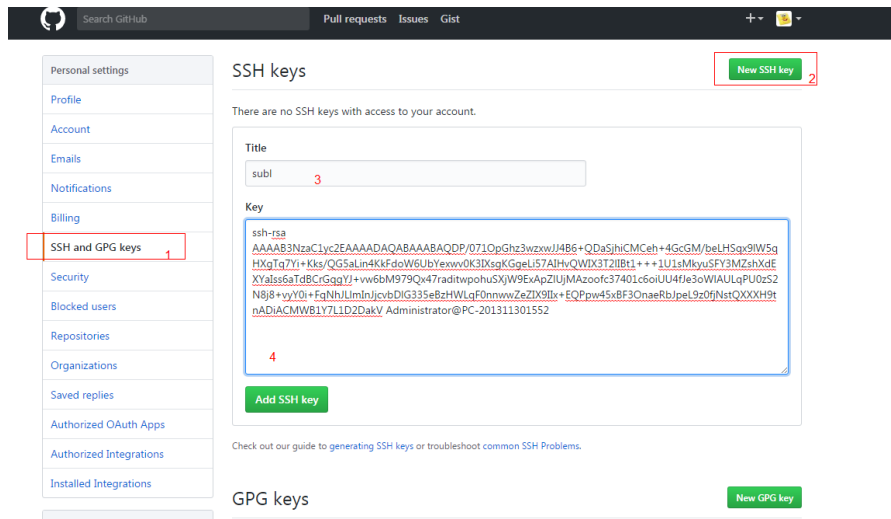 Search GitHub
Pull requests Issues Gist
Personal settings
Profile
Account
Emails
Notifications
Billing
SSH and GPG keys
1
Security
Blocked users
Repositories
Organizations
Saved replies
Authorized OAuth Apps
Authorized Integrations
Installed Integrations
SSH keys
New SSH key
2
There are no SSH keys with access to your account.
Title
subl
3
Key
ssh-rsa
AAAAB3NzaC1yc2EAAAADAQABAAABAQDP/071OpGhz3wzxwJJ4B6+QDaSjhiCMCeh+4GcGM/beLHSqx9IW5q
HXgTq7Yi+Kks/QG5aLin4KkFdoW6UbYexwv0K3IXsgKGgeLi57AIHvQWIX3T2IIBt1+++1U1sMkyuSFY3MZshXdE
XYaIss6aTdBCrGqgYJ+vw6bM979Qx47raditwpohuSXjW9ExApZIUjMAzoofc37401c6oiUU4fJe3oWIAULqPU0zS2
N8j8+vyY0i+FqNhJLImInJjcvbDIG335eBzHWLqF0nnwwZeZIX9IIx+EQPpw45xBF3OnaeRbJpeL9z0fjNstQXXXH9t
nADiACMWB1Y7L1D2DakV Administrator@PC-201311301552
4
Add SSH key
Check out our guide to generating SSH keys or troubleshoot common SSH Problems.
GPG keys
New GPG key